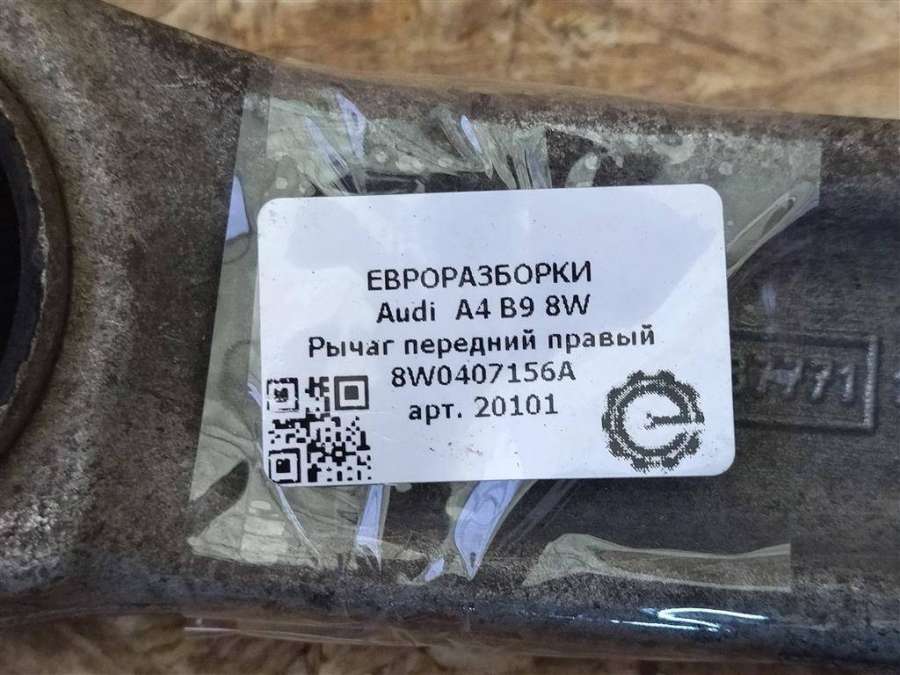 ЕВРОРАЗБОРКИ
Audi A4 B9 8W
Рычаг передний правый
8W0407156A
арт. 20101